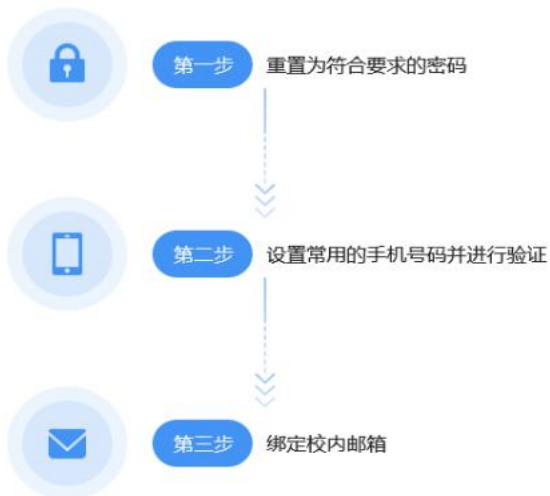 第一步 重置为符合要求的密码
第二步 设置常用的手机号码并进行验证
第三步 绑定校内邮箱